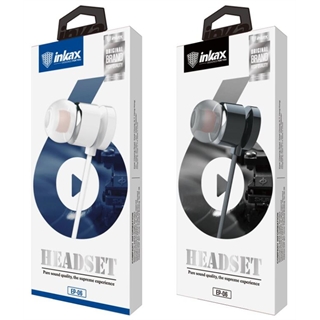 inkax
ORIGINAL
BRAND
HEADSET
Pure sound quality, the supreme experience
EP-06
inkax
ORIGINAL
BRAND
HEADSET
Pure sound quality, the supreme experience
EP-06